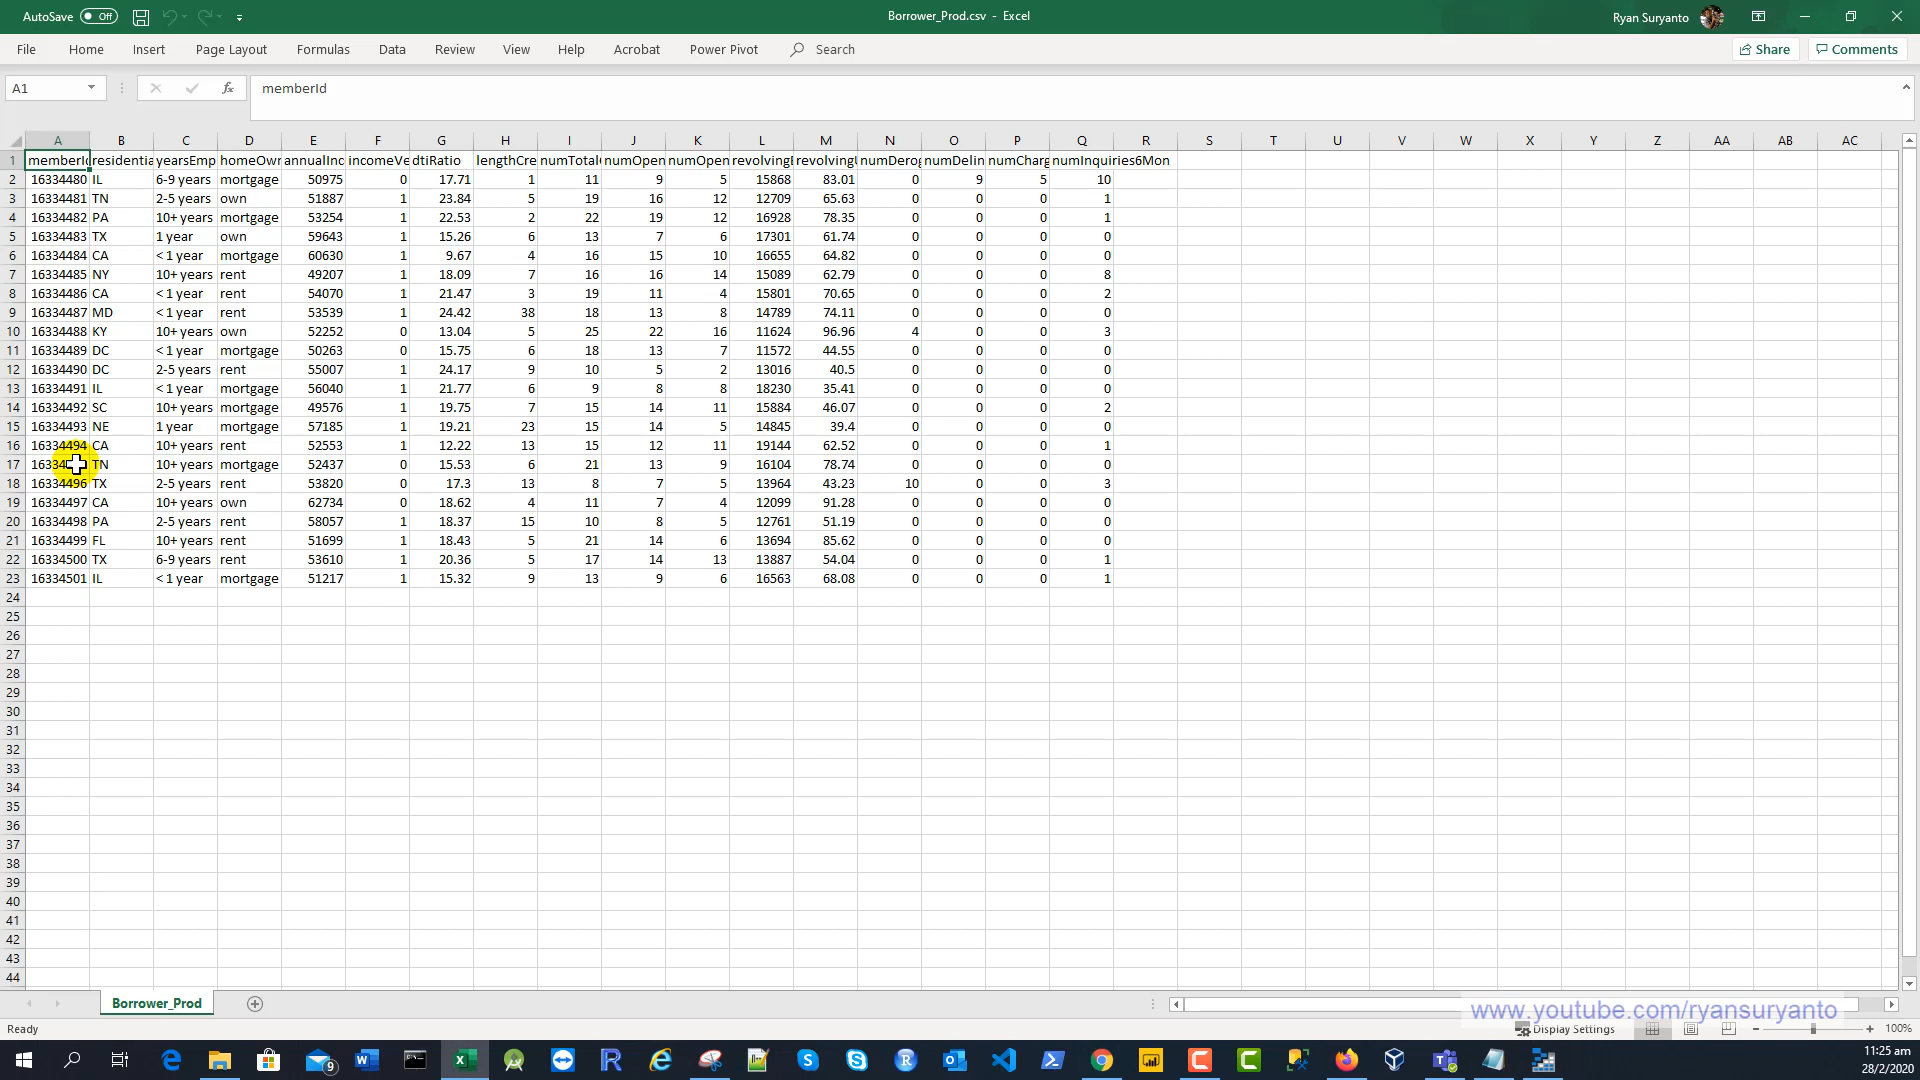 AutoSave Off Borrower_Prod.csv - Excel Ryan Suryanto
File Home Insert Page Layout Formulas Data Review View Help Acrobat Power Pivot Search Share Comments
A1 fx memberId
A B C D E F G H I J K L M N O P Q R S T U V W X Y Z AA AB AC
1 memberId residentia yearsEmp homeOwn annualInc incomeVe dtiRatio lengthCre numTotal numOpen numOpen revolvingB revolvingU numDerog numDelin numCharg numInquiries6Mon
2 16334480 IL 6-9 years mortgage 50975 0 17.71 1 11 9 5 15868 83.01 0 9 5 10
3 16334481 TN 2-5 years own 51887 1 23.84 5 19 16 12 12709 65.63 0 0 0 1
4 16334482 PA 10+ years mortgage 53254 1 22.53 2 22 19 12 16928 78.35 0 0 0 1
5 16334483 TX 1 year own 59643 1 15.26 6 13 7 6 17301 61.74 0 0 0 0
6 16334484 CA < 1 year mortgage 60630 1 9.67 4 16 15 10 16655 64.82 0 0 0 0
7 16334485 NY 10+ years rent 49207 1 18.09 7 16 16 14 15089 62.79 0 0 0 8
8 16334486 CA < 1 year rent 54070 1 21.47 3 19 11 4 15801 70.65 0 0 0 2
9 16334487 MD < 1 year rent 53539 1 24.42 38 18 13 8 14789 74.11 0 0 0 0
10 16334488 KY 10+ years own 52252 0 13.04 5 25 22 16 11624 96.96 4 0 0 3
11 16334489 DC < 1 year mortgage 50263 0 15.75 6 18 13 7 11572 44.55 0 0 0 0
12 16334490 DC 2-5 years rent 55007 1 24.17 9 10 5 2 13016 40.5 0 0 0 0
13 16334491 IL < 1 year mortgage 56040 1 21.77 6 9 8 8 18230 35.41 0 0 0 0
14 16334492 SC 10+ years mortgage 49576 1 19.75 7 15 14 11 15884 46.07 0 0 0 2
15 16334493 NE 1 year mortgage 57185 1 19.21 23 15 14 5 14845 39.4 0 0 0 0
16 16334494 CA 10+ years rent 52553 1 12.22 13 15 12 11 19144 62.52 0 0 0 1
17 TN 10+ years mortgage 52437 0 15.53 6 21 13 9 16104 78.74 0 0 0 0
18 16334496 TX 2-5 years rent 53820 0 17.3 13 8 7 5 13964 43.23 10 0 0 3
19 16334497 CA 10+ years own 62734 0 18.62 4 11 7 4 12099 91.28 0 0 0 0
20 16334498 PA 2-5 years rent 58057 1 18.37 15 10 8 5 12761 51.19 0 0 0 0
21 16334499 FL 10+ years rent 51699 1 18.43 5 21 14 6 13694 85.62 0 0 0 0
22 16334500 TX 6-9 years rent 53610 1 20.36 5 17 14 13 13887 54.04 0 0 0 1
23 16334501 IL < 1 year mortgage 51217 1 15.32 9 13 9 6 16563 68.08 0 0 0 1
24
25
26
27
28
29
30
31
32
33
34
35
36
37
38
39
40
41
42
43
44
Borrower_Prod
www.youtube.com/ryansuryanto
Ready Display Settings 100%
11:25 am
28/2/2020